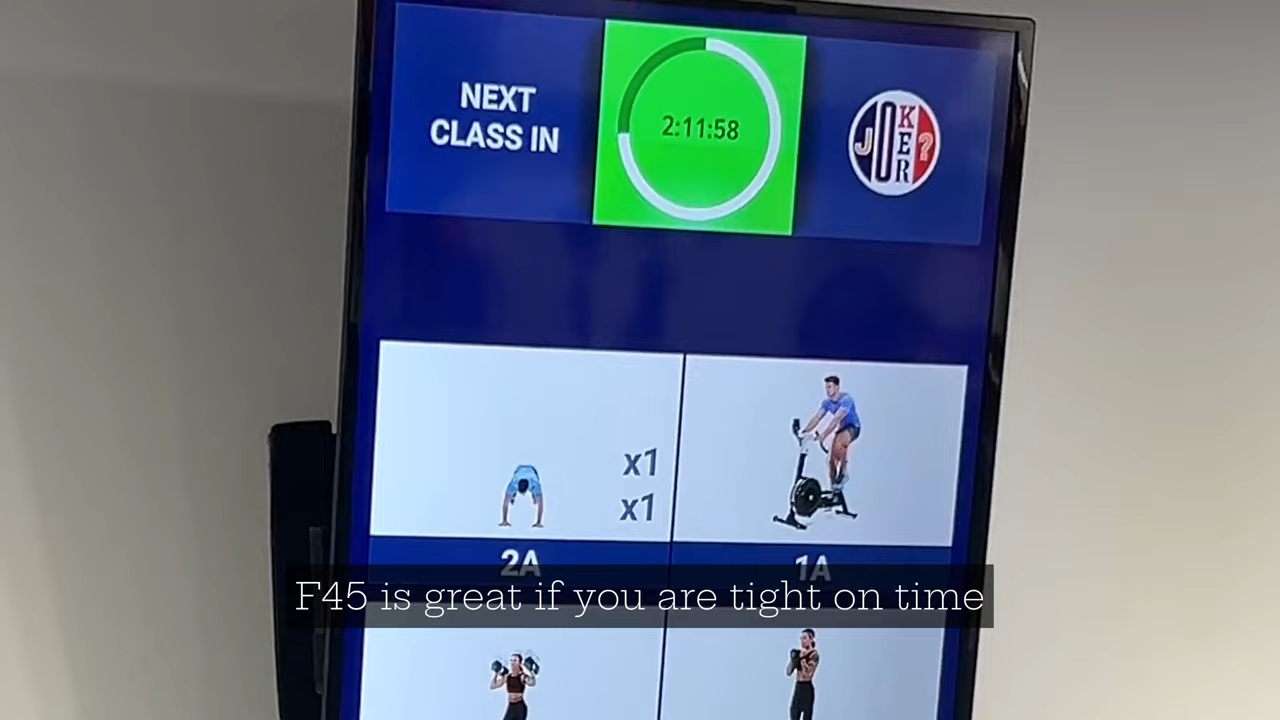 NEXT
CLASS IN
2:11:58
JOKER?
x1
x1
2A
1A
F45 is great if you are tight on time